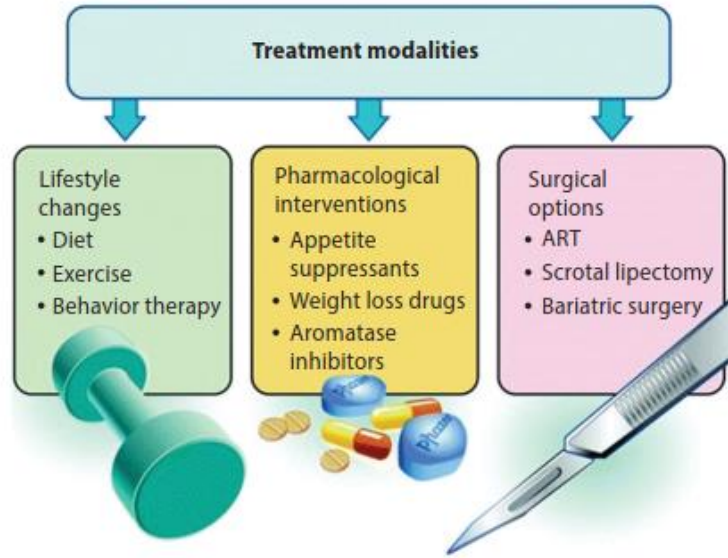 Treatment modalities
Lifestyle
changes
• Diet
• Exercise
• Behavior therapy
Pharmacological
interventions
• Appetite
suppressants
• Weight loss drugs
• Aromatase
inhibitors
Surgical
options
• ART
• Scrotal lipectomy
• Bariatric surgery